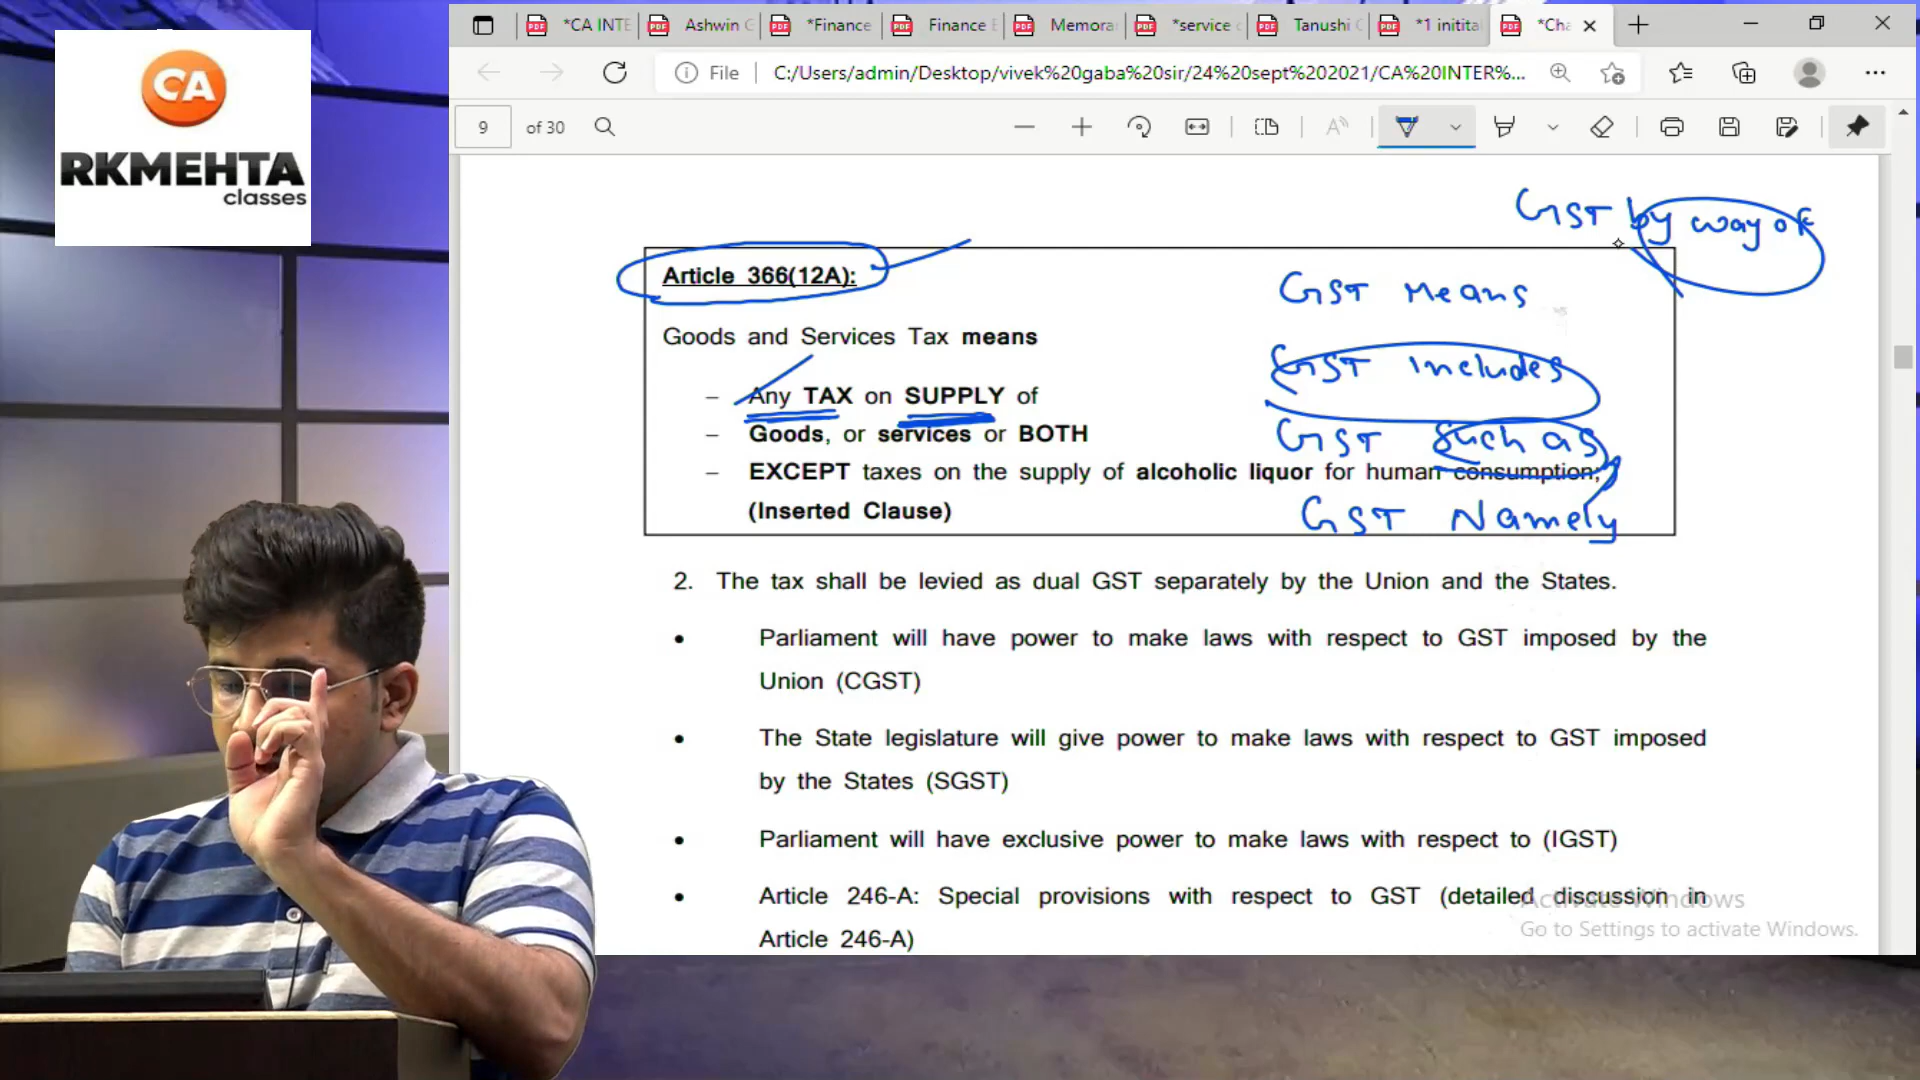 CA
RKMEHTA
classes
*CA INTE
Ashwin G
*Finance
Finance E
Memora
*service c
Tanushi
*1 initital
*Cha
File
C:/Users/admin/Desktop/vivek%20gaba%20sir/24%20sept%202021/CA%20INTER%...
9 of 30
GST by way of
Article 366(12A):
GST Means
Goods and Services Tax means
GST includes
– Any TAX on SUPPLY of
– Goods, or services or BOTH
GST such as
– EXCEPT taxes on the supply of alcoholic liquor for human consumption;
(Inserted Clause)
GST Namely
2. The tax shall be levied as dual GST separately by the Union and the States.
• Parliament will have power to make laws with respect to GST imposed by the
Union (CGST)
• The State legislature will give power to make laws with respect to GST imposed
by the States (SGST)
• Parliament will have exclusive power to make laws with respect to (IGST)
• Article 246-A: Special provisions with respect to GST (detailed discussion in
Article 246-A)
Activate Windows
Go to Settings to activate Windows.